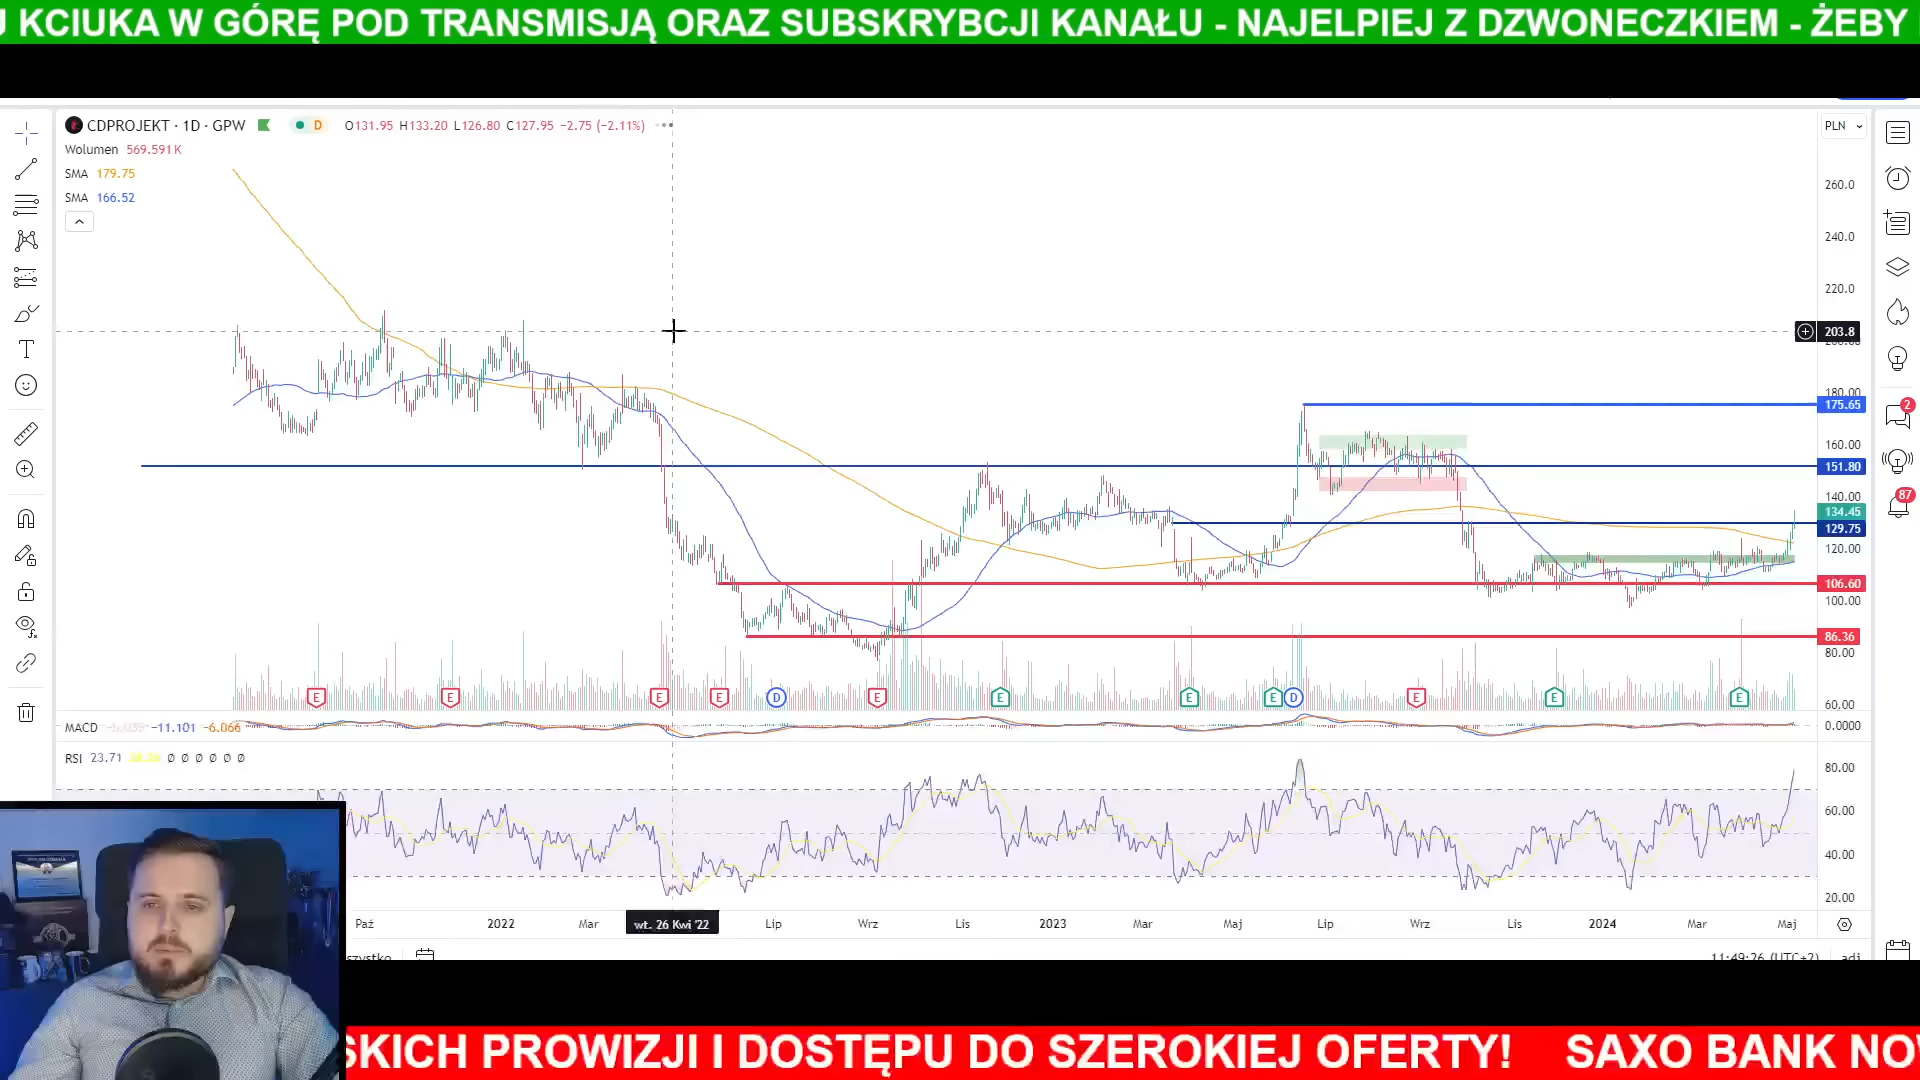 KCIUKA W GÓRĘ POD TRANSMISJĄ ORAZ SUBSKRYBCJI KANAŁU - NAJELPIEJ Z DZWONECZKIEM - ŻEBY
CDPROJEKT · 1D · GPW D O131.95 H133.20 L126.80 C127.95 −2.75 (−2.11%)
PLN
Wolumen 569.591K
SMA 179.75
SMA 166.52
260.0
240.0
220.0
203.8
180.00
175.65
160.00
151.80
140.00
134.45
129.75
120.00
106.60
100.00
86.36
80.00
60.00
2
87
E E E E D E E E E D E E E
MACD −11.101 −6.066
0.0000
RSI 23.71 Ø Ø Ø Ø Ø Ø
80.00
60.00
40.00
20.00
Paź 2022 Mar wt. 26 Kwi '22 Lip Wrz Lis 2023 Mar Maj Lip Wrz Lis 2024 Mar Maj
11:49:26 (UTC+2)
SKICH PROWIZJI I DOSTĘPU DO SZEROKIEJ OFERTY! SAXO BANK